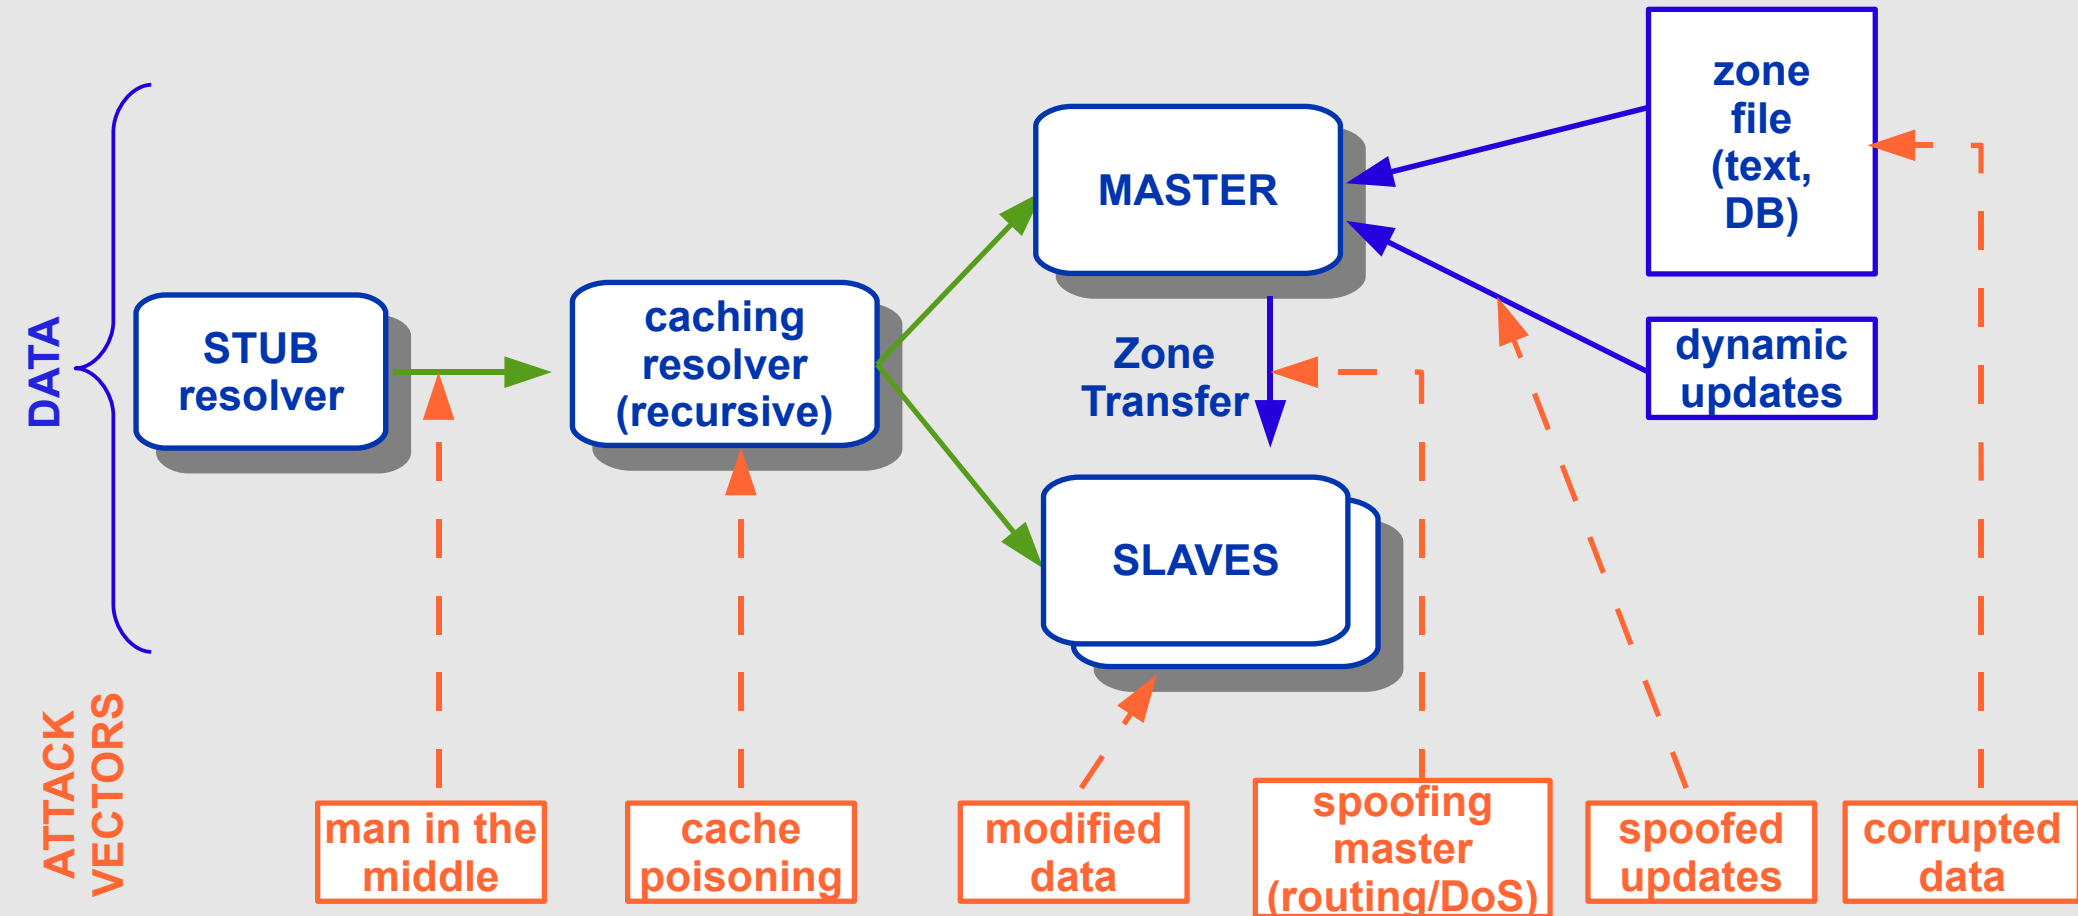 DATA
STUB
resolver
caching
resolver
(recursive)
MASTER
Zone
Transfer
SLAVES
zone
file
(text,
DB)
dynamic
updates
ATTACK
VECTORS
man in the
middle
cache
poisoning
modified
data
spoofing
master
(routing/DoS)
spoofed
updates
corrupted
data